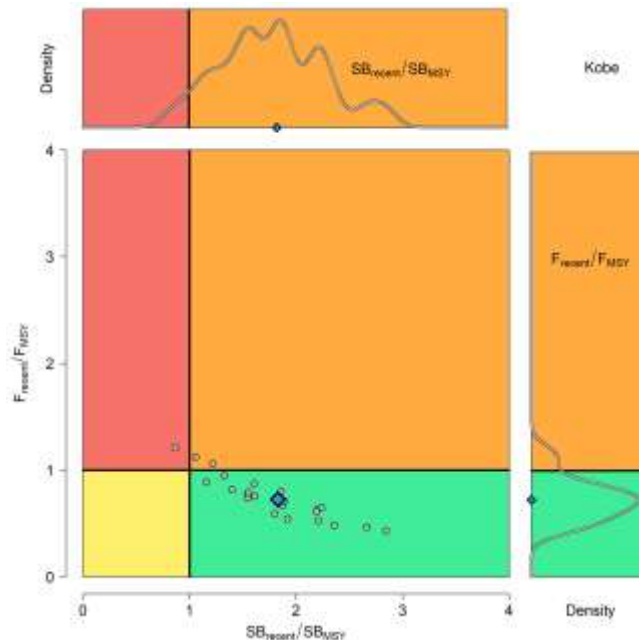 Density
SBrecent/SBMSY
Kobe
4
3
2
1
0
Frecent/FMSY
Frecent/FMSY
0
1
2
3
4
SBrecent/SBMSY
Density